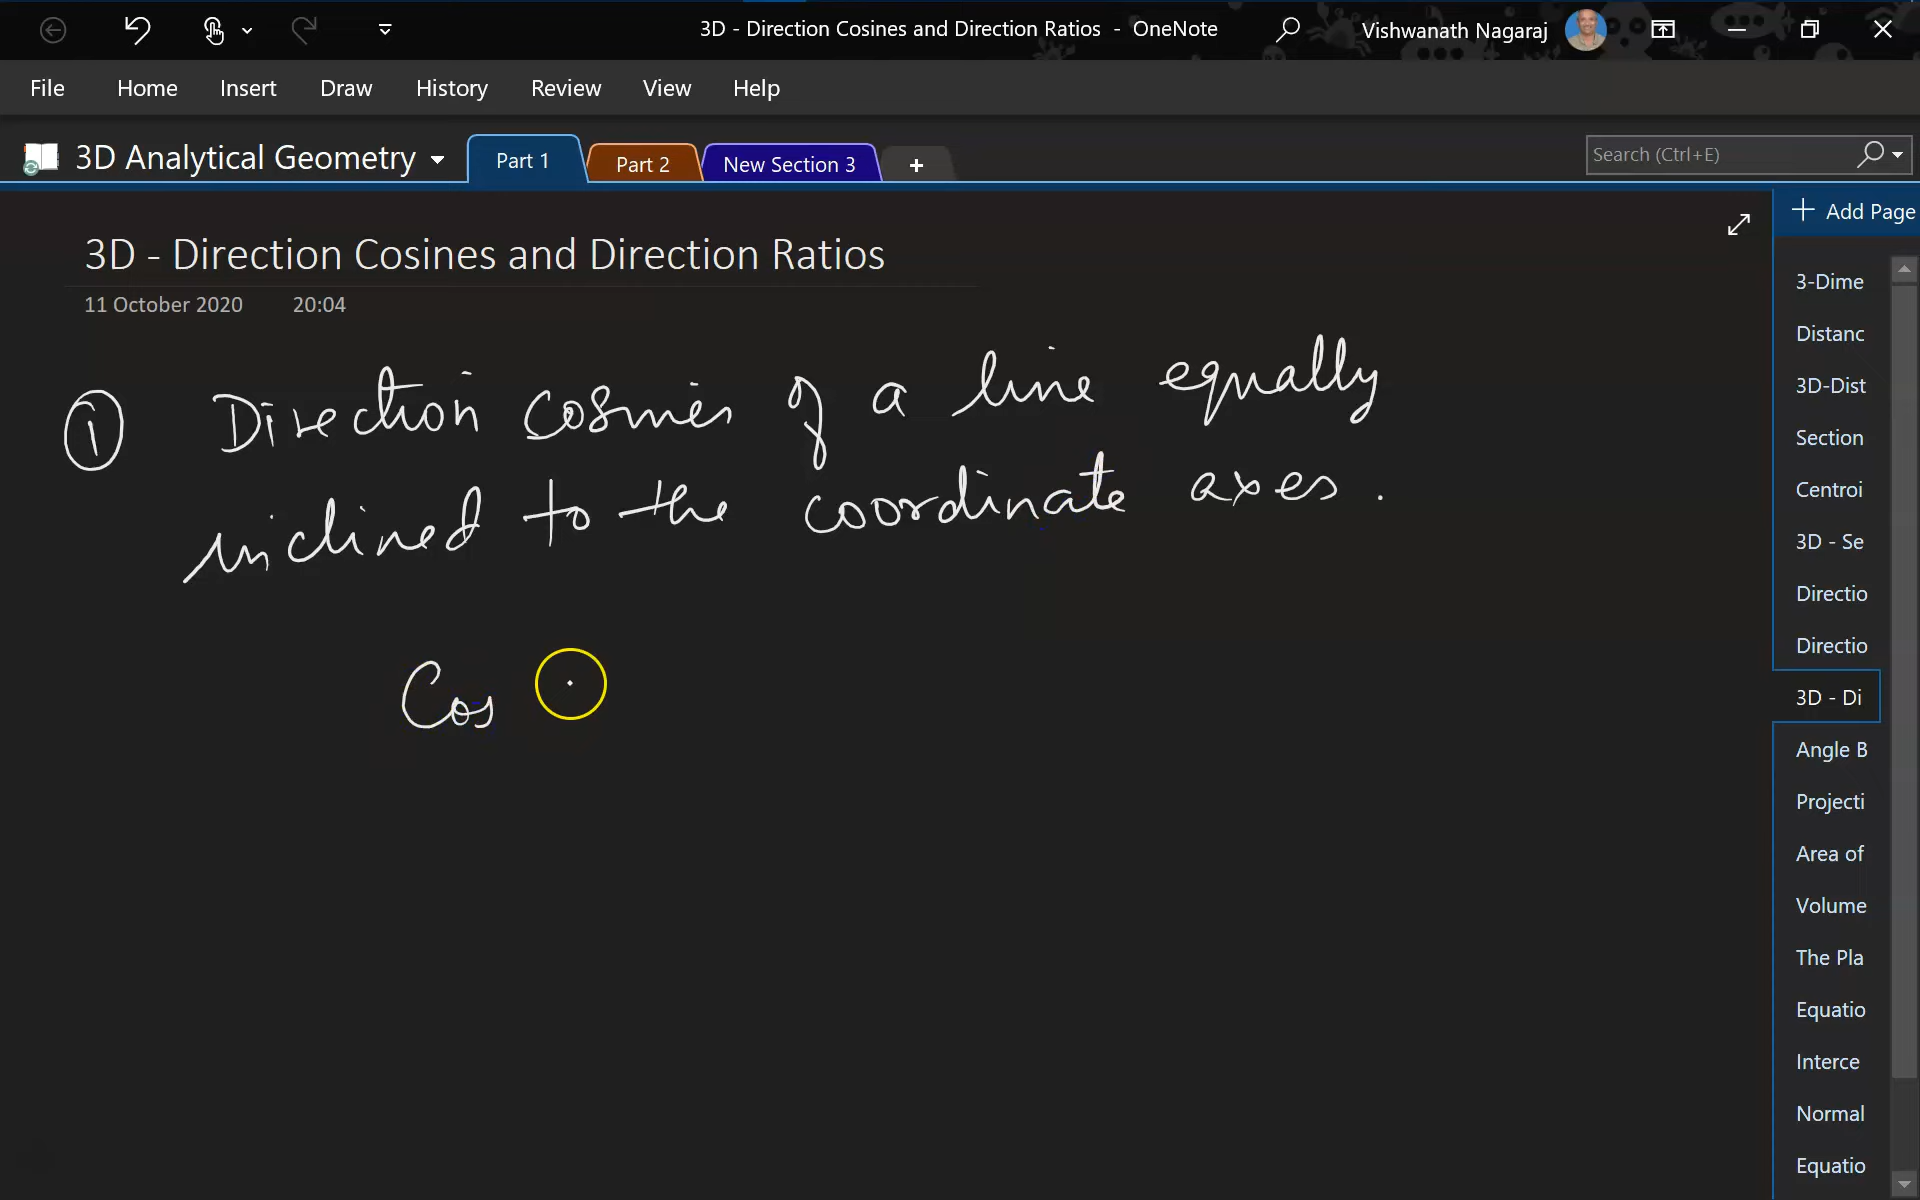 3D - Direction Cosines and Direction Ratios - OneNote
Vishwanath Nagaraj
File Home Insert Draw History Review View Help
3D Analytical Geometry
Part 1
Part 2
New Section 3
+
Search (Ctrl+E)
3D - Direction Cosines and Direction Ratios
11 October 2020 20:04
① Direction cosines of a line equally
inclined to the coordinate axes.
Cos
+ Add Page
3-Dime
Distanc
3D-Dist
Section
Centroi
3D - Se
Directio
Directio
3D - Di
Angle B
Projecti
Area of
Volume
The Pla
Equatio
Interce
Normal
Equatio